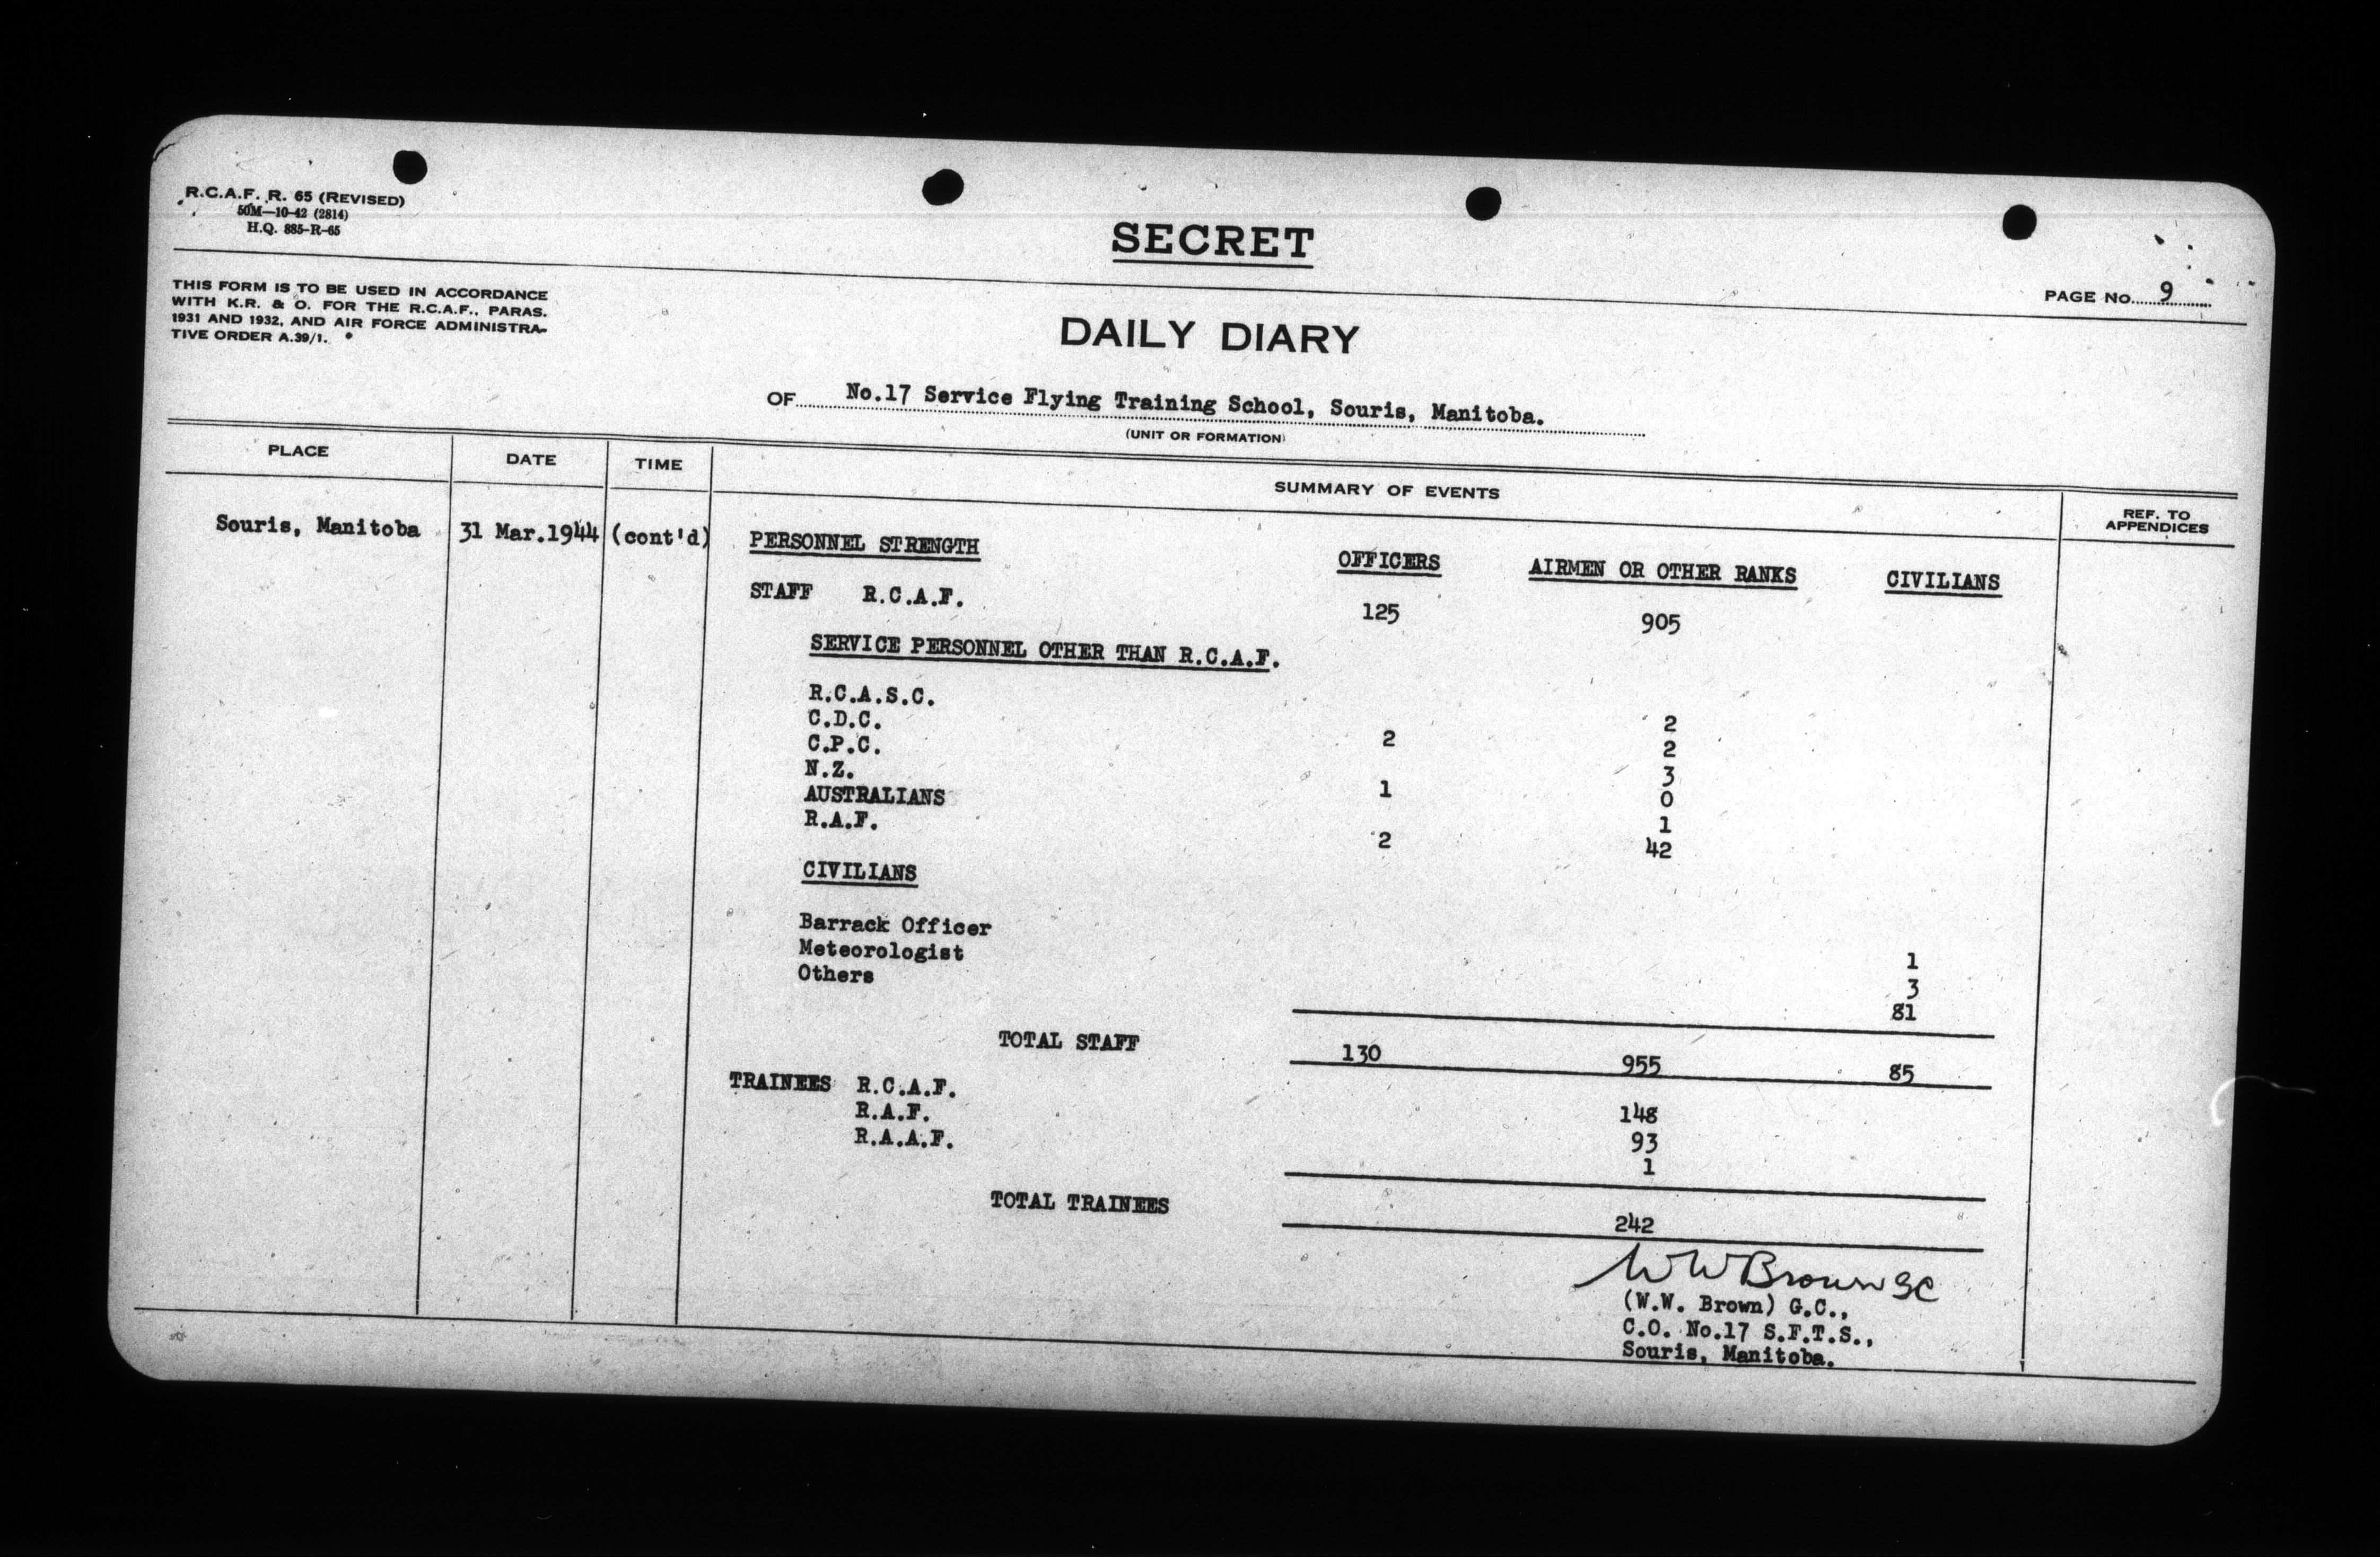 R.C.A.F. R. 65 (REVISED)
50M—10-42 (2814)
H.Q. 885-R-65
SECRET
THIS FORM IS TO BE USED IN ACCORDANCE
WITH K.R. & O. FOR THE R.C.A.F., PARAS.
1931 AND 1932, AND AIR FORCE ADMINISTRA-
TIVE ORDER A.39/1.
PAGE No. 9
DAILY DIARY
OF No.17 Service Flying Training School, Souris, Manitoba.
(UNIT OR FORMATION)
PLACE DATE TIME SUMMARY OF EVENTS REF. TO
APPENDICES
Souris, Manitoba 31 Mar.1944 (cont'd) PERSONNEL STRENGTH OFFICERS AIRMEN OR OTHER RANKS CIVILIANS
STAFF R.C.A.F. 125 905
SERVICE PERSONNEL OTHER THAN R.C.A.F.
R.C.A.S.C. 2
C.D.C. 2 2
C.P.C. 3
N.Z. 1 0
AUSTRALIANS 1
R.A.F. 2 42
CIVILIANS
Barrack Officer 1
Meteorologist 3
Others 81
TOTAL STAFF 130 955 85
TRAINEES R.C.A.F. 148
R.A.F. 93
R.A.A.F. 1
TOTAL TRAINEES 242
WWBrown GC
(W.W. Brown) G.C.,
C.O. No.17 S.F.T.S.,
Souris, Manitoba.